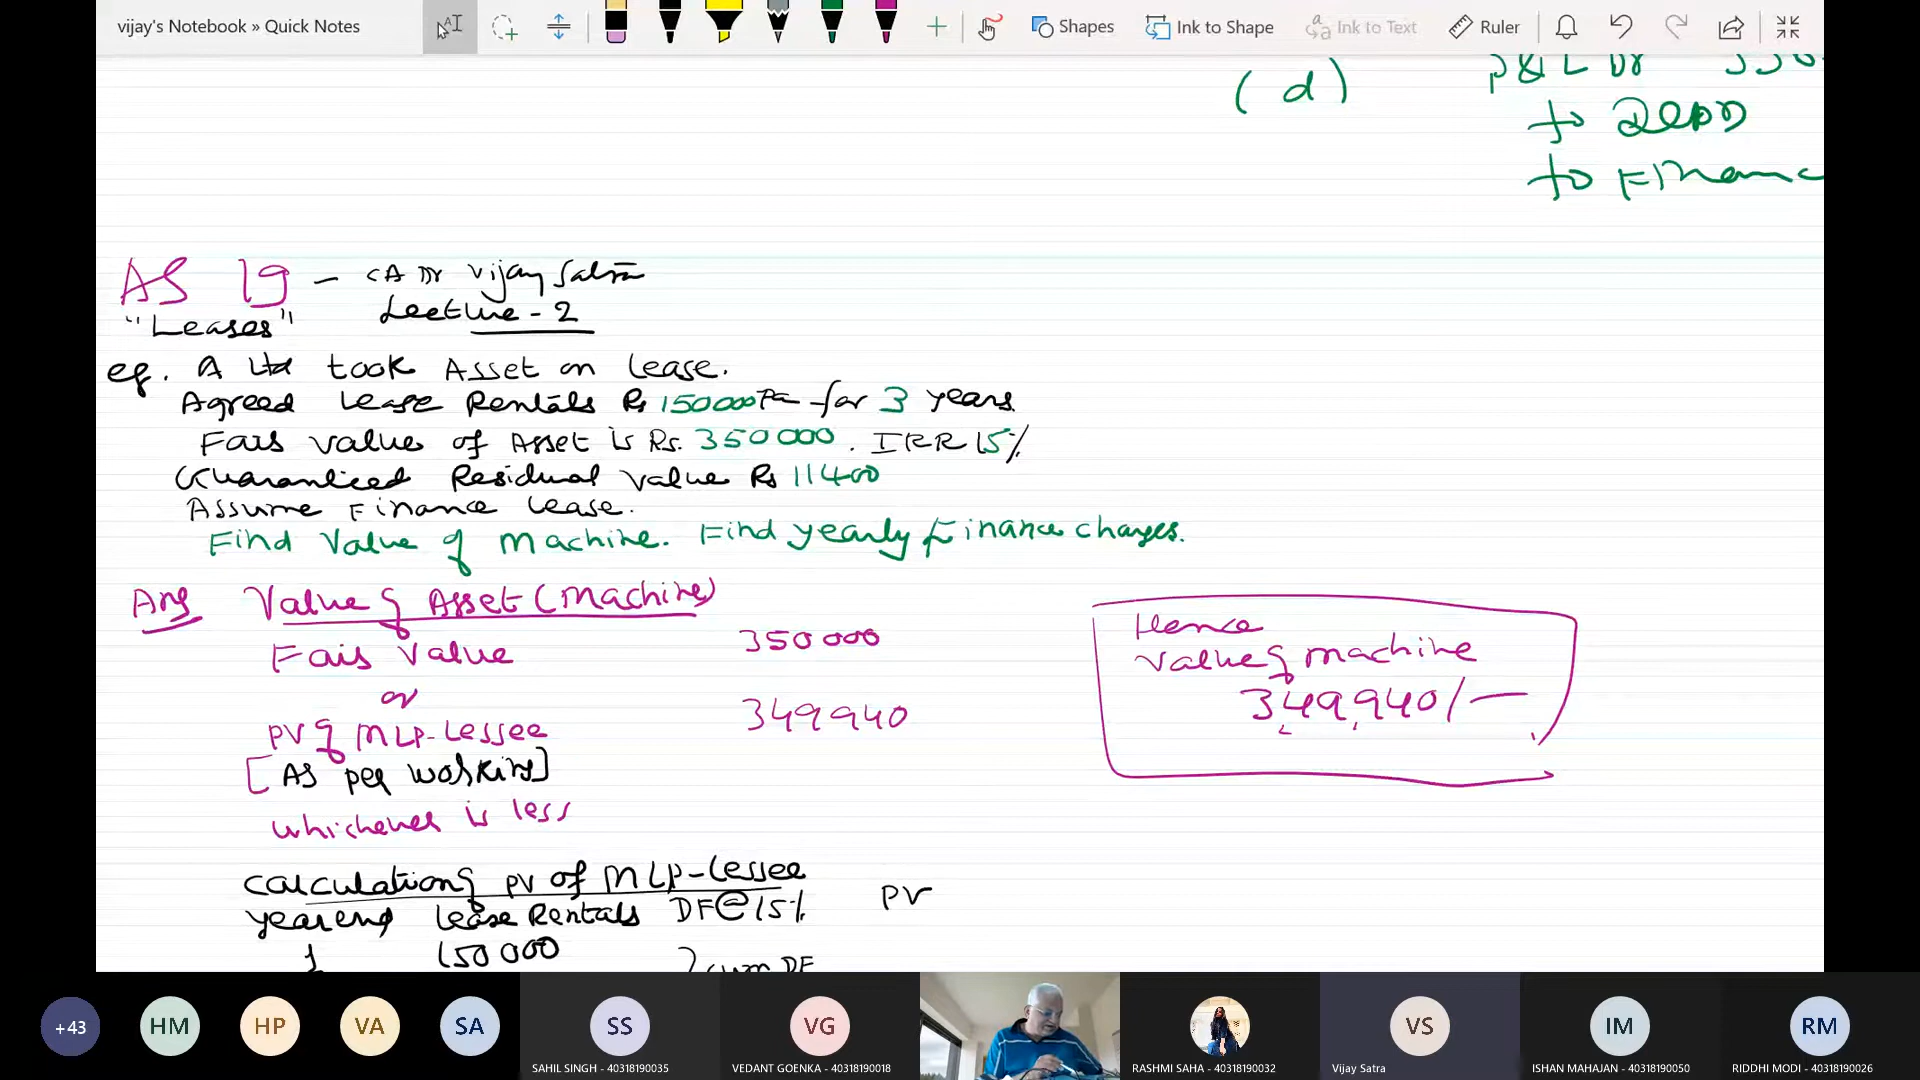 vijay's Notebook » Quick Notes
Shapes
Ink to Shape
Ink to Text
Ruler
(d)
P&L Dr
to
to Financ
AS 19 - CA Dr Vijay Satra
"Leases" Lecture - 2
eg. A Ltd took Asset on Lease.
Agreed Lease Rentals Rs 150000 Pa for 3 years.
Fair value of Asset is Rs. 350000. IRR 15%
Guaranteed Residual value Rs 11400
Assume Finance Lease.
Find Value of Machine. Find yearly Finance charges.
Ans Value of Asset (Machine)
Fair Value 350000
or
PV of MLP-Lessee 349940
[As per working]
whichever is less
Hence
Value of machine
349,940/-
Calculation of PV of MLP-Lessee
year end Lease Rentals DF@15% PV
1 150000
cum DF
+43
HM
HP
VA
SA
SS
SAHIL SINGH - 40318190035
VG
VEDANT GOENKA - 40318190018
RASHMI SAHA - 40318190032
VS
Vijay Satra
IM
ISHAN MAHAJAN - 40318190050
RM
RIDDHI MODI - 40318190026